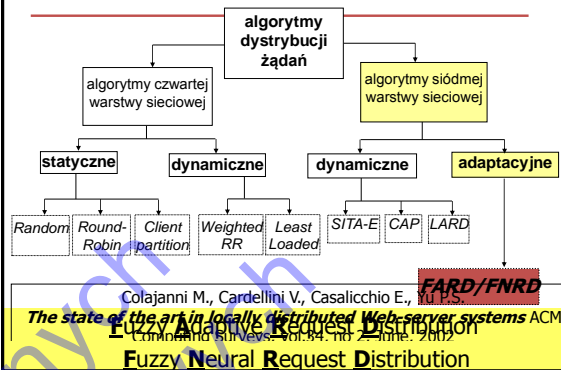 algorytmy
dystrybucji
żądań
algorytmy czwartej
warstwy sieciowej
algorytmy siódmej
warstwy sieciowej
statyczne
dynamiczne
dynamiczne
adaptacyjne
Random
Round-
Robin
Client
partition
Weighted
RR
Least
Loaded
SITA-E
CAP
LARD
FARD/FNRD
Colajanni M., Cardellini V., Casalicchio E., Yu P.S.
The state of the art in locally distributed Web-server systems ACM
Computing Surveys, Vol.34, no 2, June, 2002
Fuzzy Adaptive Request Distribution
Fuzzy Neural Request Distribution
nych
ych